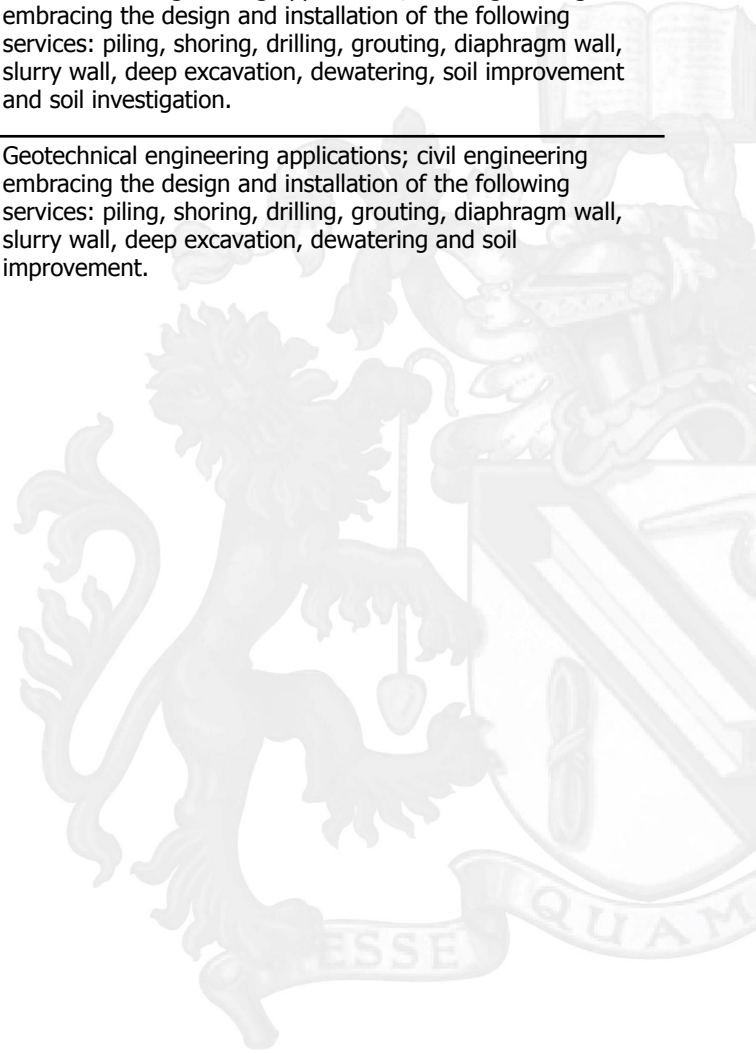 embracing the design and installation of the following
services: piling, shoring, drilling, grouting, diaphragm wall,
slurry wall, deep excavation, dewatering, soil improvement
and soil investigation.
Geotechnical engineering applications; civil engineering
embracing the design and installation of the following
services: piling, shoring, drilling, grouting, diaphragm wall,
slurry wall, deep excavation, dewatering and soil
improvement.
ESSE
QUAM